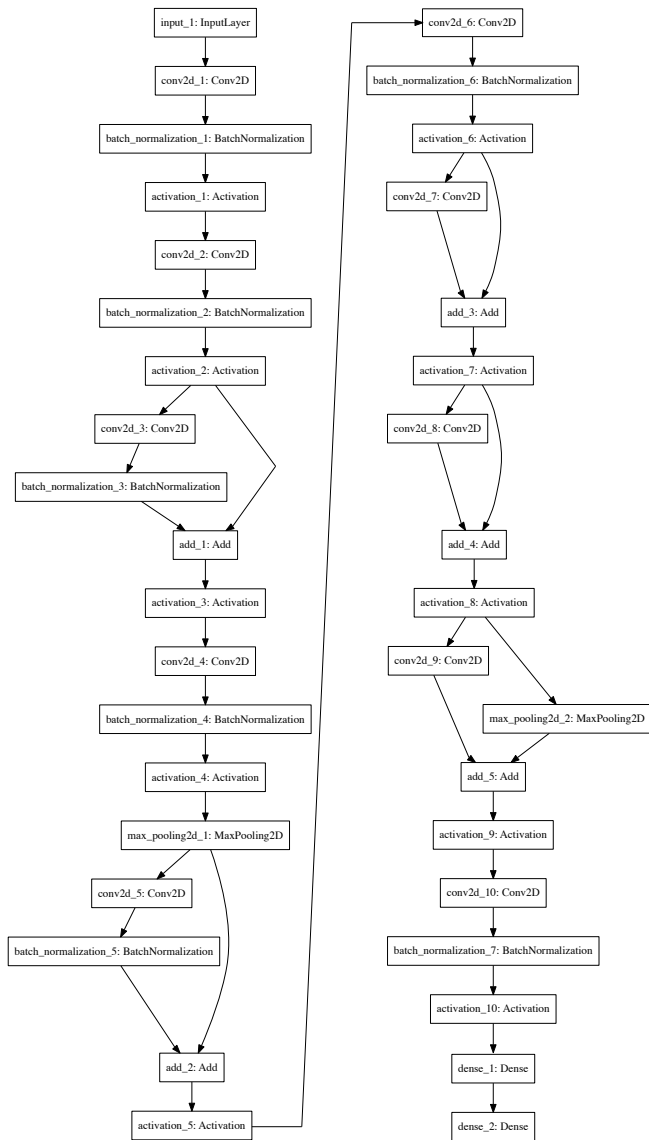 input_1: InputLayer
conv2d_1: Conv2D
batch_normalization_1: BatchNormalization
activation_1: Activation
conv2d_2: Conv2D
batch_normalization_2: BatchNormalization
activation_2: Activation
conv2d_3: Conv2D
batch_normalization_3: BatchNormalization
add_1: Add
activation_3: Activation
conv2d_4: Conv2D
batch_normalization_4: BatchNormalization
activation_4: Activation
max_pooling2d_1: MaxPooling2D
conv2d_5: Conv2D
batch_normalization_5: BatchNormalization
add_2: Add
activation_5: Activation
conv2d_6: Conv2D
batch_normalization_6: BatchNormalization
activation_6: Activation
conv2d_7: Conv2D
add_3: Add
activation_7: Activation
conv2d_8: Conv2D
add_4: Add
activation_8: Activation
conv2d_9: Conv2D
max_pooling2d_2: MaxPooling2D
add_5: Add
activation_9: Activation
conv2d_10: Conv2D
batch_normalization_7: BatchNormalization
activation_10: Activation
dense_1: Dense
dense_2: Dense